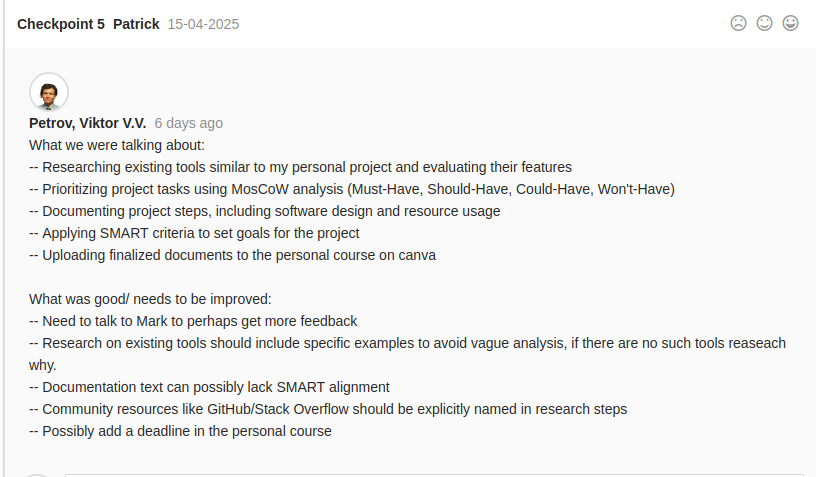 Checkpoint 5 Patrick 15-04-2025
Petrov, Viktor V.V. 6 days ago
What we were talking about:
-- Researching existing tools similar to my personal project and evaluating their features
-- Prioritizing project tasks using MosCoW analysis (Must-Have, Should-Have, Could-Have, Won't-Have)
-- Documenting project steps, including software design and resource usage
-- Applying SMART criteria to set goals for the project
-- Uploading finalized documents to the personal course on canva
What was good/ needs to be improved:
-- Need to talk to Mark to perhaps get more feedback
-- Research on existing tools should include specific examples to avoid vague analysis, if there are no such tools reaseach
why.
-- Documentation text can possibly lack SMART alignment
-- Community resources like GitHub/Stack Overflow should be explicitly named in research steps
-- Possibly add a deadline in the personal course